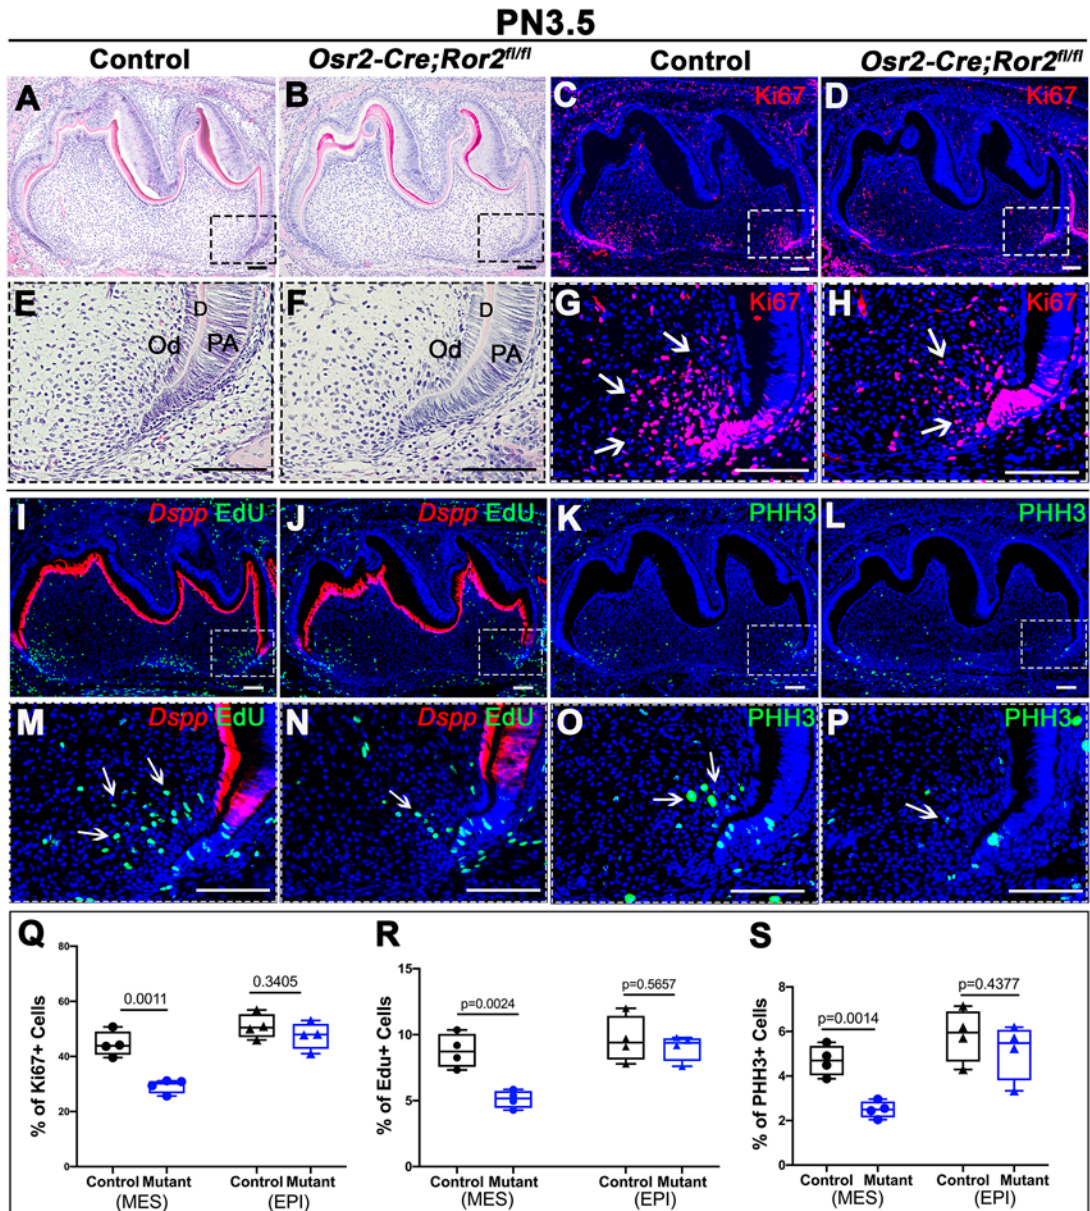 PN3.5
Control Osr2-Cre;Ror2fl/fl Control Osr2-Cre;Ror2fl/fl
A B C Ki67 D Ki67
E D Od PA F D Od PA G Ki67 H Ki67
I Dspp EdU J Dspp EdU K PHH3 L PHH3
M Dspp EdU N Dspp EdU O PHH3 P PHH3
Q
% of Ki67+ Cells
80
60
40
20
0
0.0011
0.3405
Control Mutant Control Mutant
(MES) (EPI)
R
% of Edu+ Cells
15
10
5
0
p=0.0024
p=0.5657
Control Mutant Control Mutant
(MES) (EPI)
S
% of PHH3+ Cells
8
6
4
2
0
p=0.0014
p=0.4377
Control Mutant Control Mutant
(MES) (EPI)